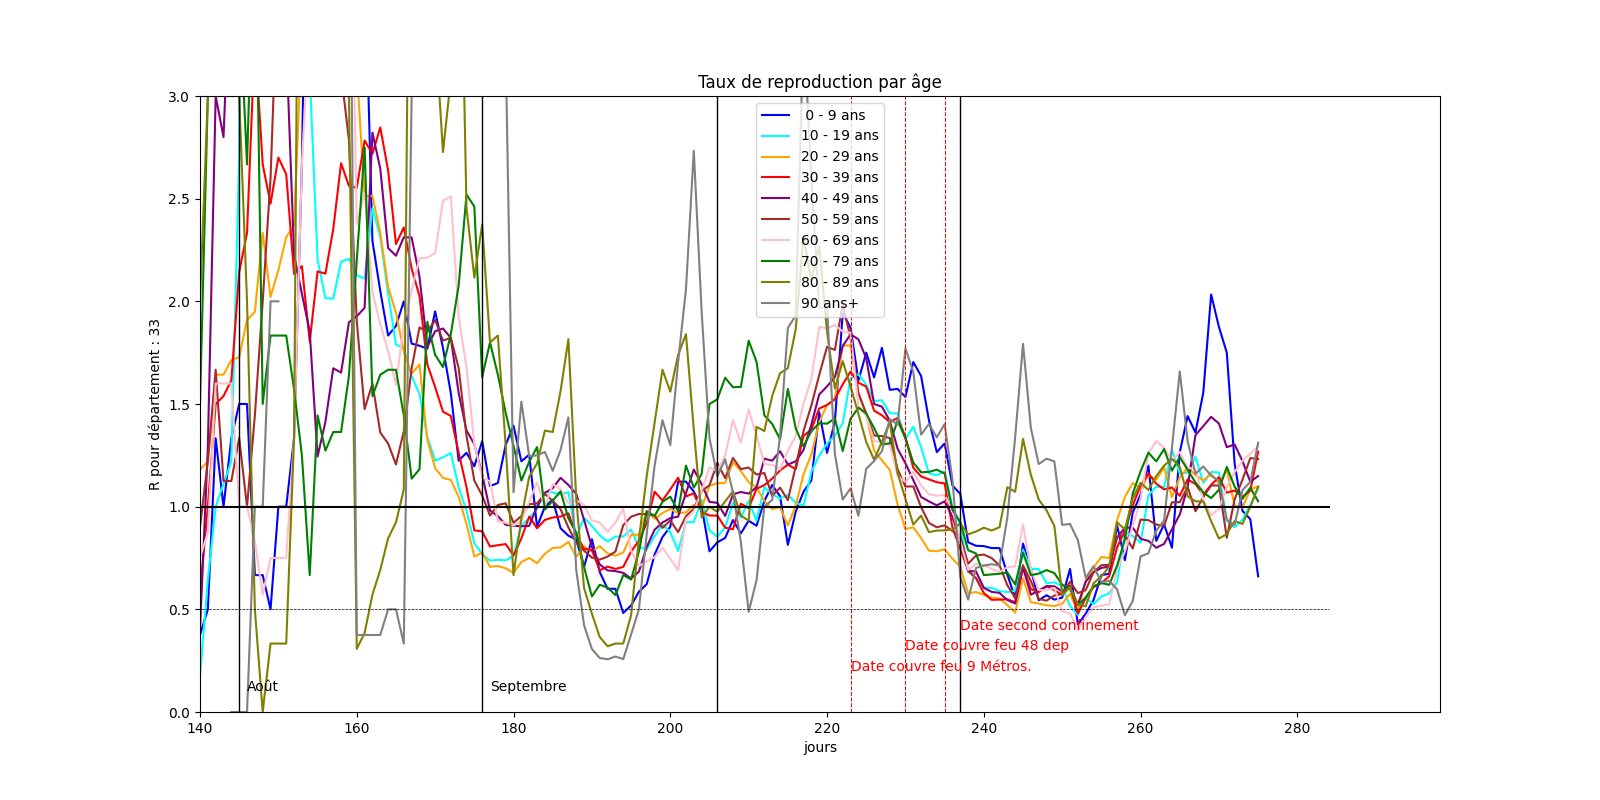 Taux de reproduction par âge
3.0
2.5
2.0
1.5
1.0
0.5
0.0
R pour département : 33
0 - 9 ans
10 - 19 ans
20 - 29 ans
30 - 39 ans
40 - 49 ans
50 - 59 ans
60 - 69 ans
70 - 79 ans
80 - 89 ans
90 ans+
Date second confinement
Date couvre feu 48 dep
Date couvre feu 9 Métros.
Août
Septembre
140
160
180
200
220
240
260
280
jours